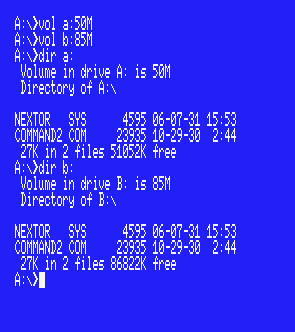 A:\>vol a:50M
A:\>vol b:85M
A:\>dir a:
Volume in drive A: is 50M
Directory of A:\
NEXTOR   SYS     4595 06-07-31 15:53
COMMAND2 COM    23935 10-29-30  2:44
27K in 2 files 51052K free
A:\>dir b:
Volume in drive B: is 85M
Directory of B:\
NEXTOR   SYS     4595 06-07-31 15:53
COMMAND2 COM    23935 10-29-30  2:44
27K in 2 files 86822K free
A:\>